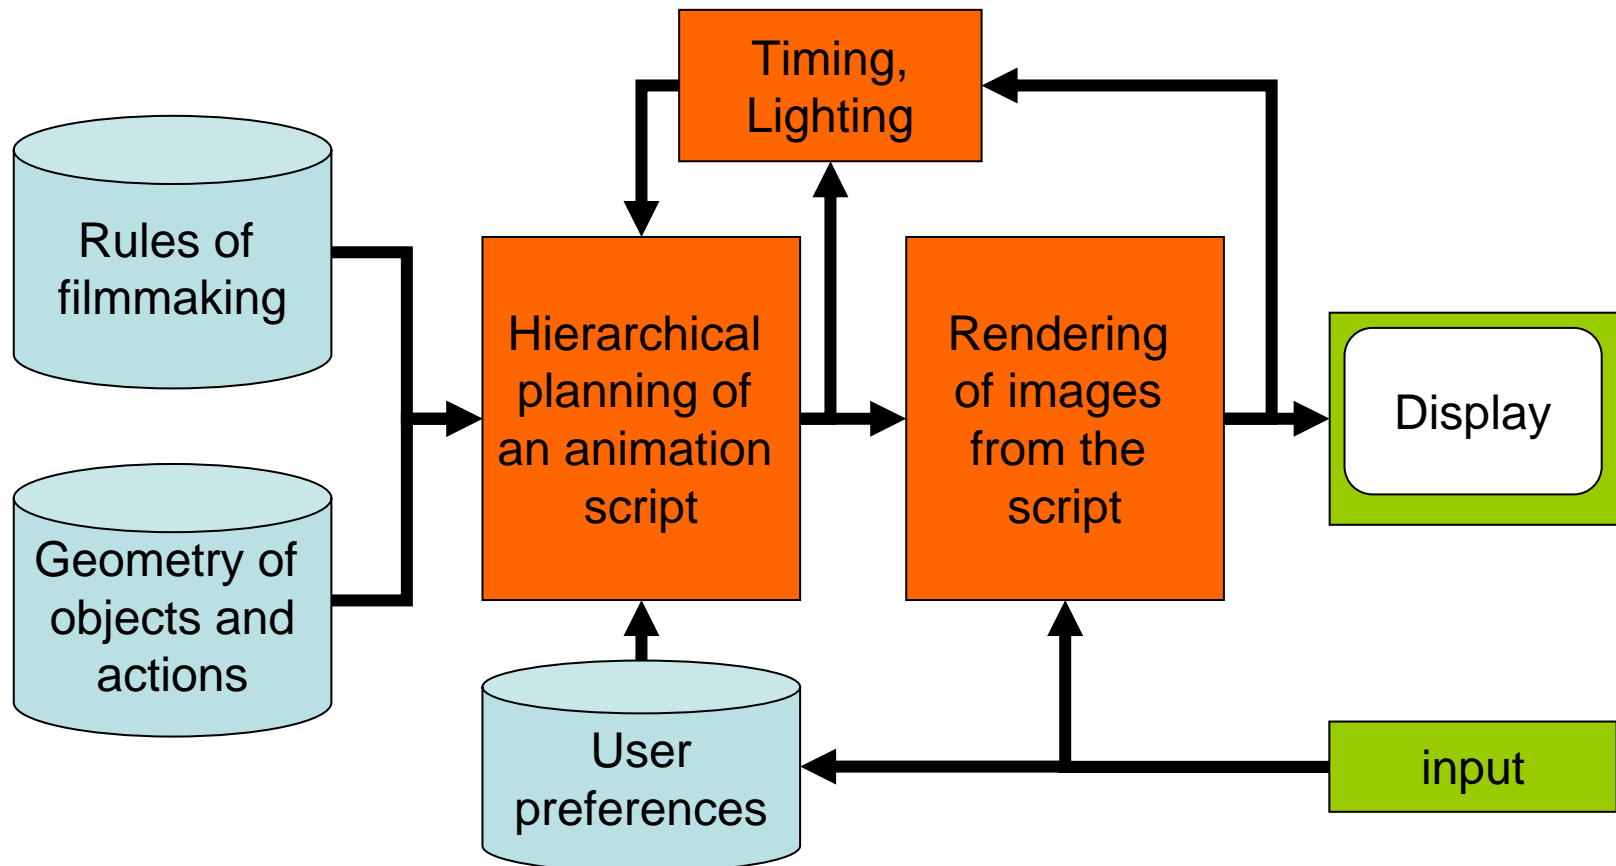 Timing,
Lighting
Rules of
filmmaking
Hierarchical
planning of
an animation
script
Rendering
of images
from the
script
Display
Geometry of
objects and
actions
User
preferences
input